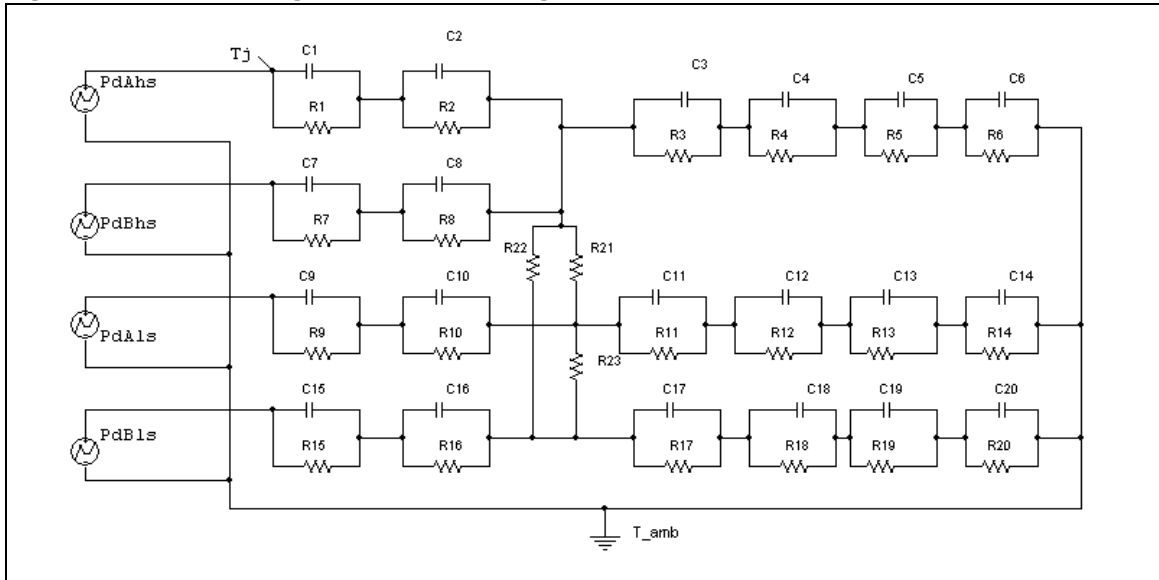 C2
C1
Tj
PdAhs
C3
C4
C5
C6
R1
R2
R3
R4
R5
R6
C7
C8
PdBhs
R7
R8
R22
R21
C9
C10
C11
C12
C13
C14
PdAls
R9
R10
R11
R12
R13
R14
R23
C15
C16
C17
C18
C19
C20
PdBls
R15
R16
R17
R18
R19
R20
T_amb